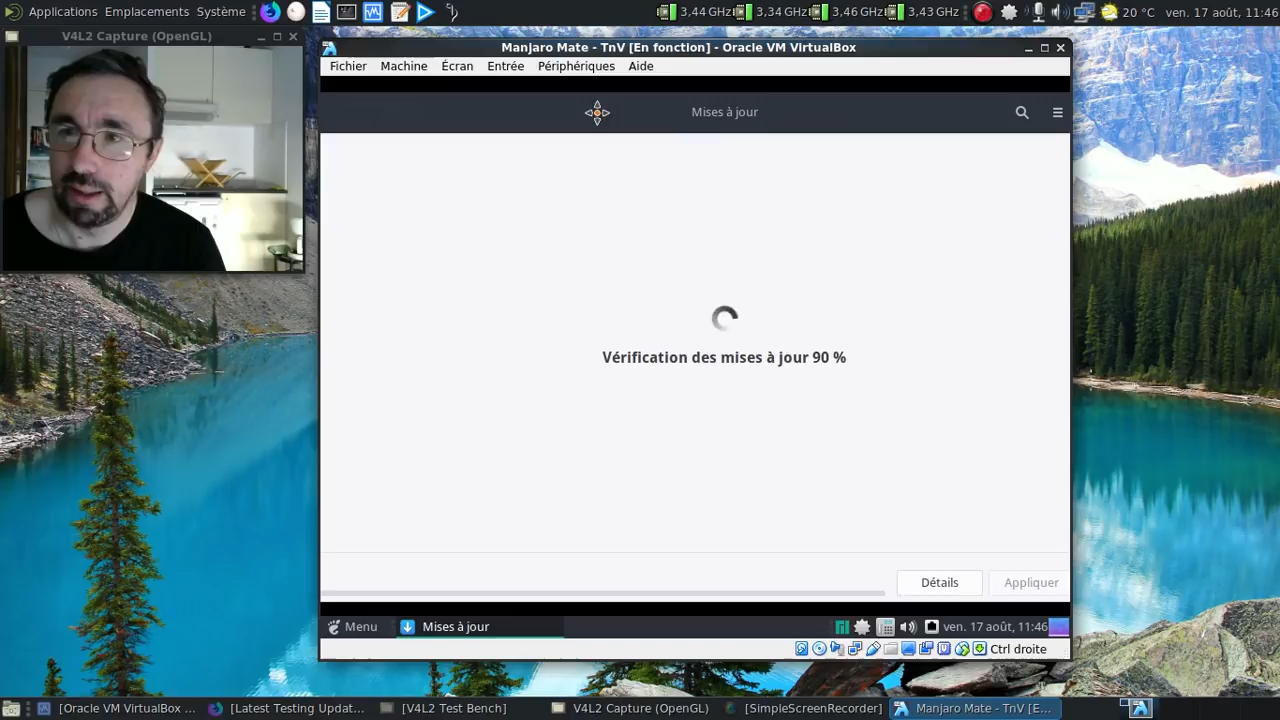 Applications Emplacements Système
3,44 GHz 3,34 GHz 3,46 GHz 3,43 GHz 20 °C ven. 17 août, 11:46
V4L2 Capture (OpenGL)
Manjaro Mate - TnV [En fonction] - Oracle VM VirtualBox
Fichier Machine Écran Entrée Périphériques Aide
Mises à jour
Vérification des mises à jour 90 %
Détails Appliquer
Menu Mises à jour ven. 17 août, 11:46
Ctrl droite
[Oracle VM VirtualBox ... [Latest Testing Updat... [V4L2 Test Bench] V4L2 Capture (OpenGL) [SimpleScreenRecorder] Manjaro Mate - TnV [E...